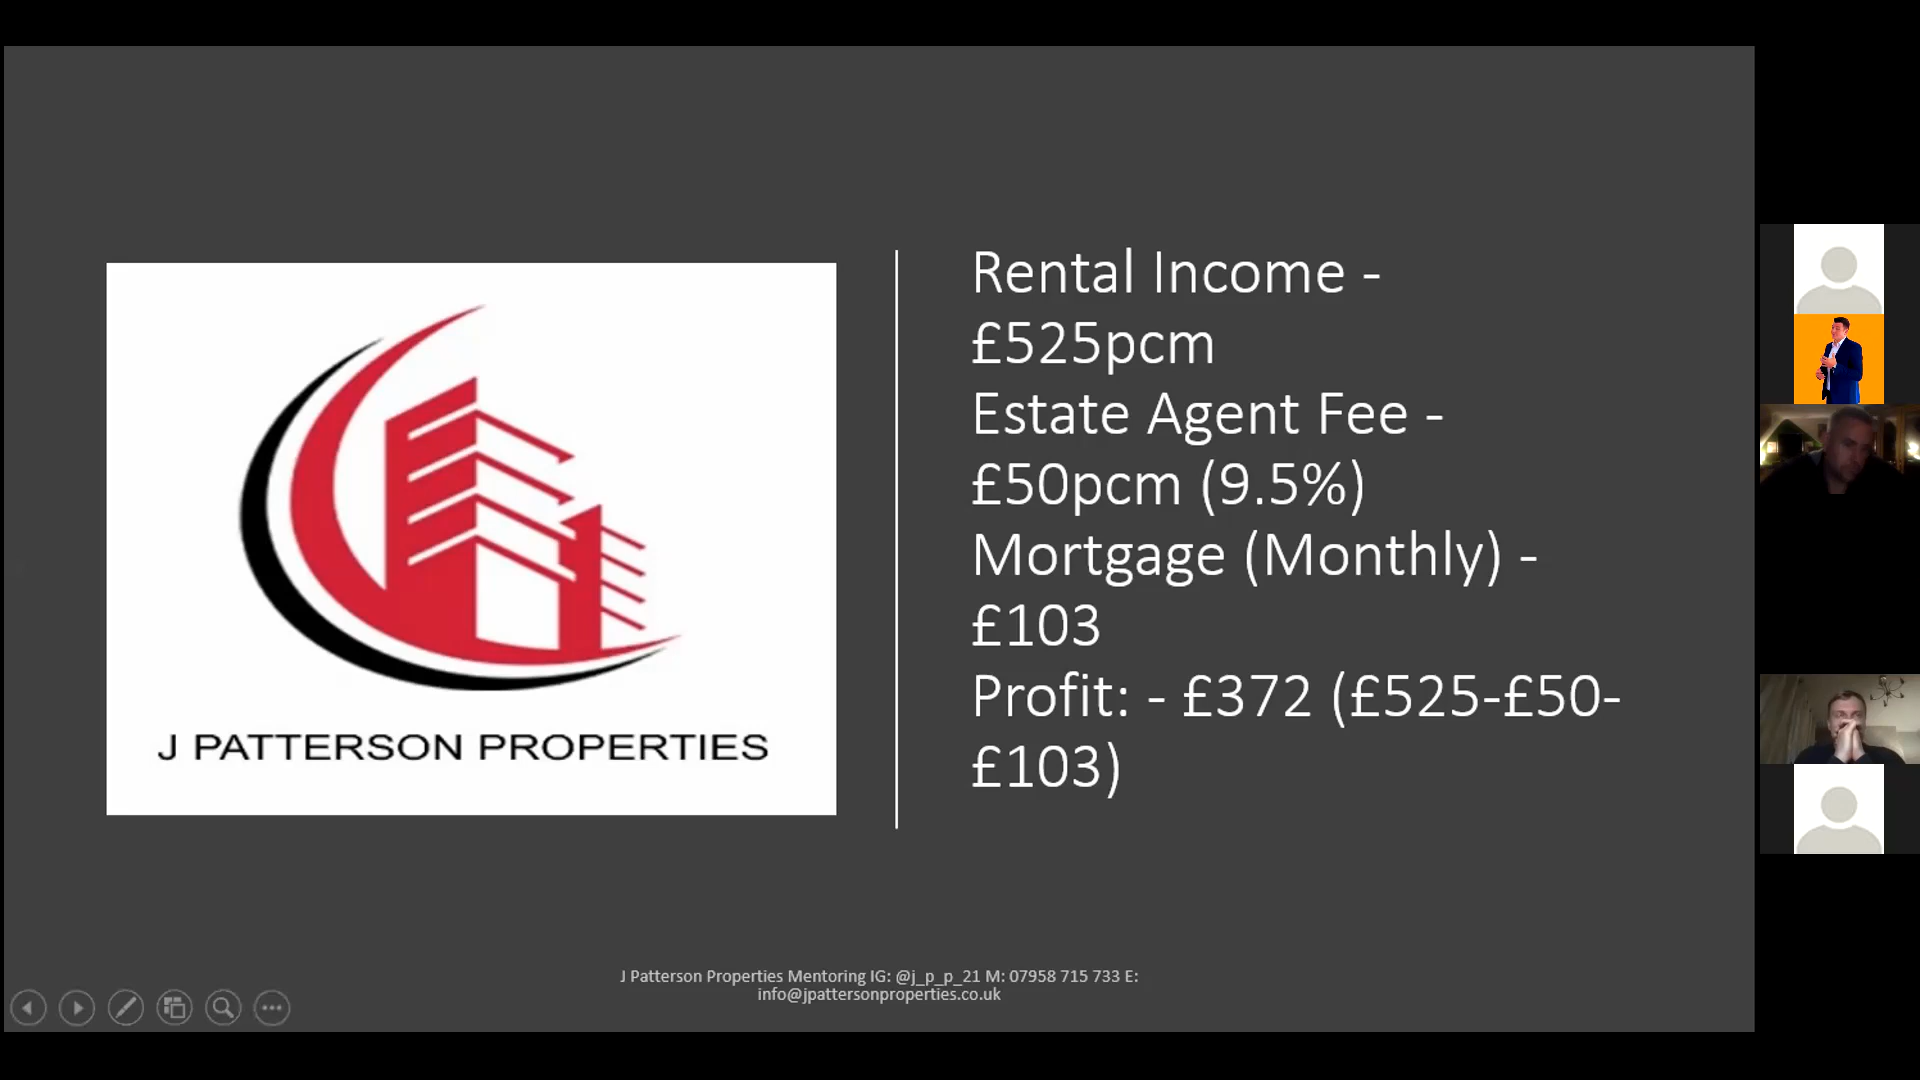 Rental Income -
£525pcm
Estate Agent Fee -
£50pcm (9.5%)
Mortgage (Monthly) -
£103
Profit: - £372 (£525-£50-
£103)
J PATTERSON PROPERTIES
J Patterson Properties Mentoring IG: @j_p_p_21 M: 07958 715 733 E:
info@jpattersonproperties.co.uk